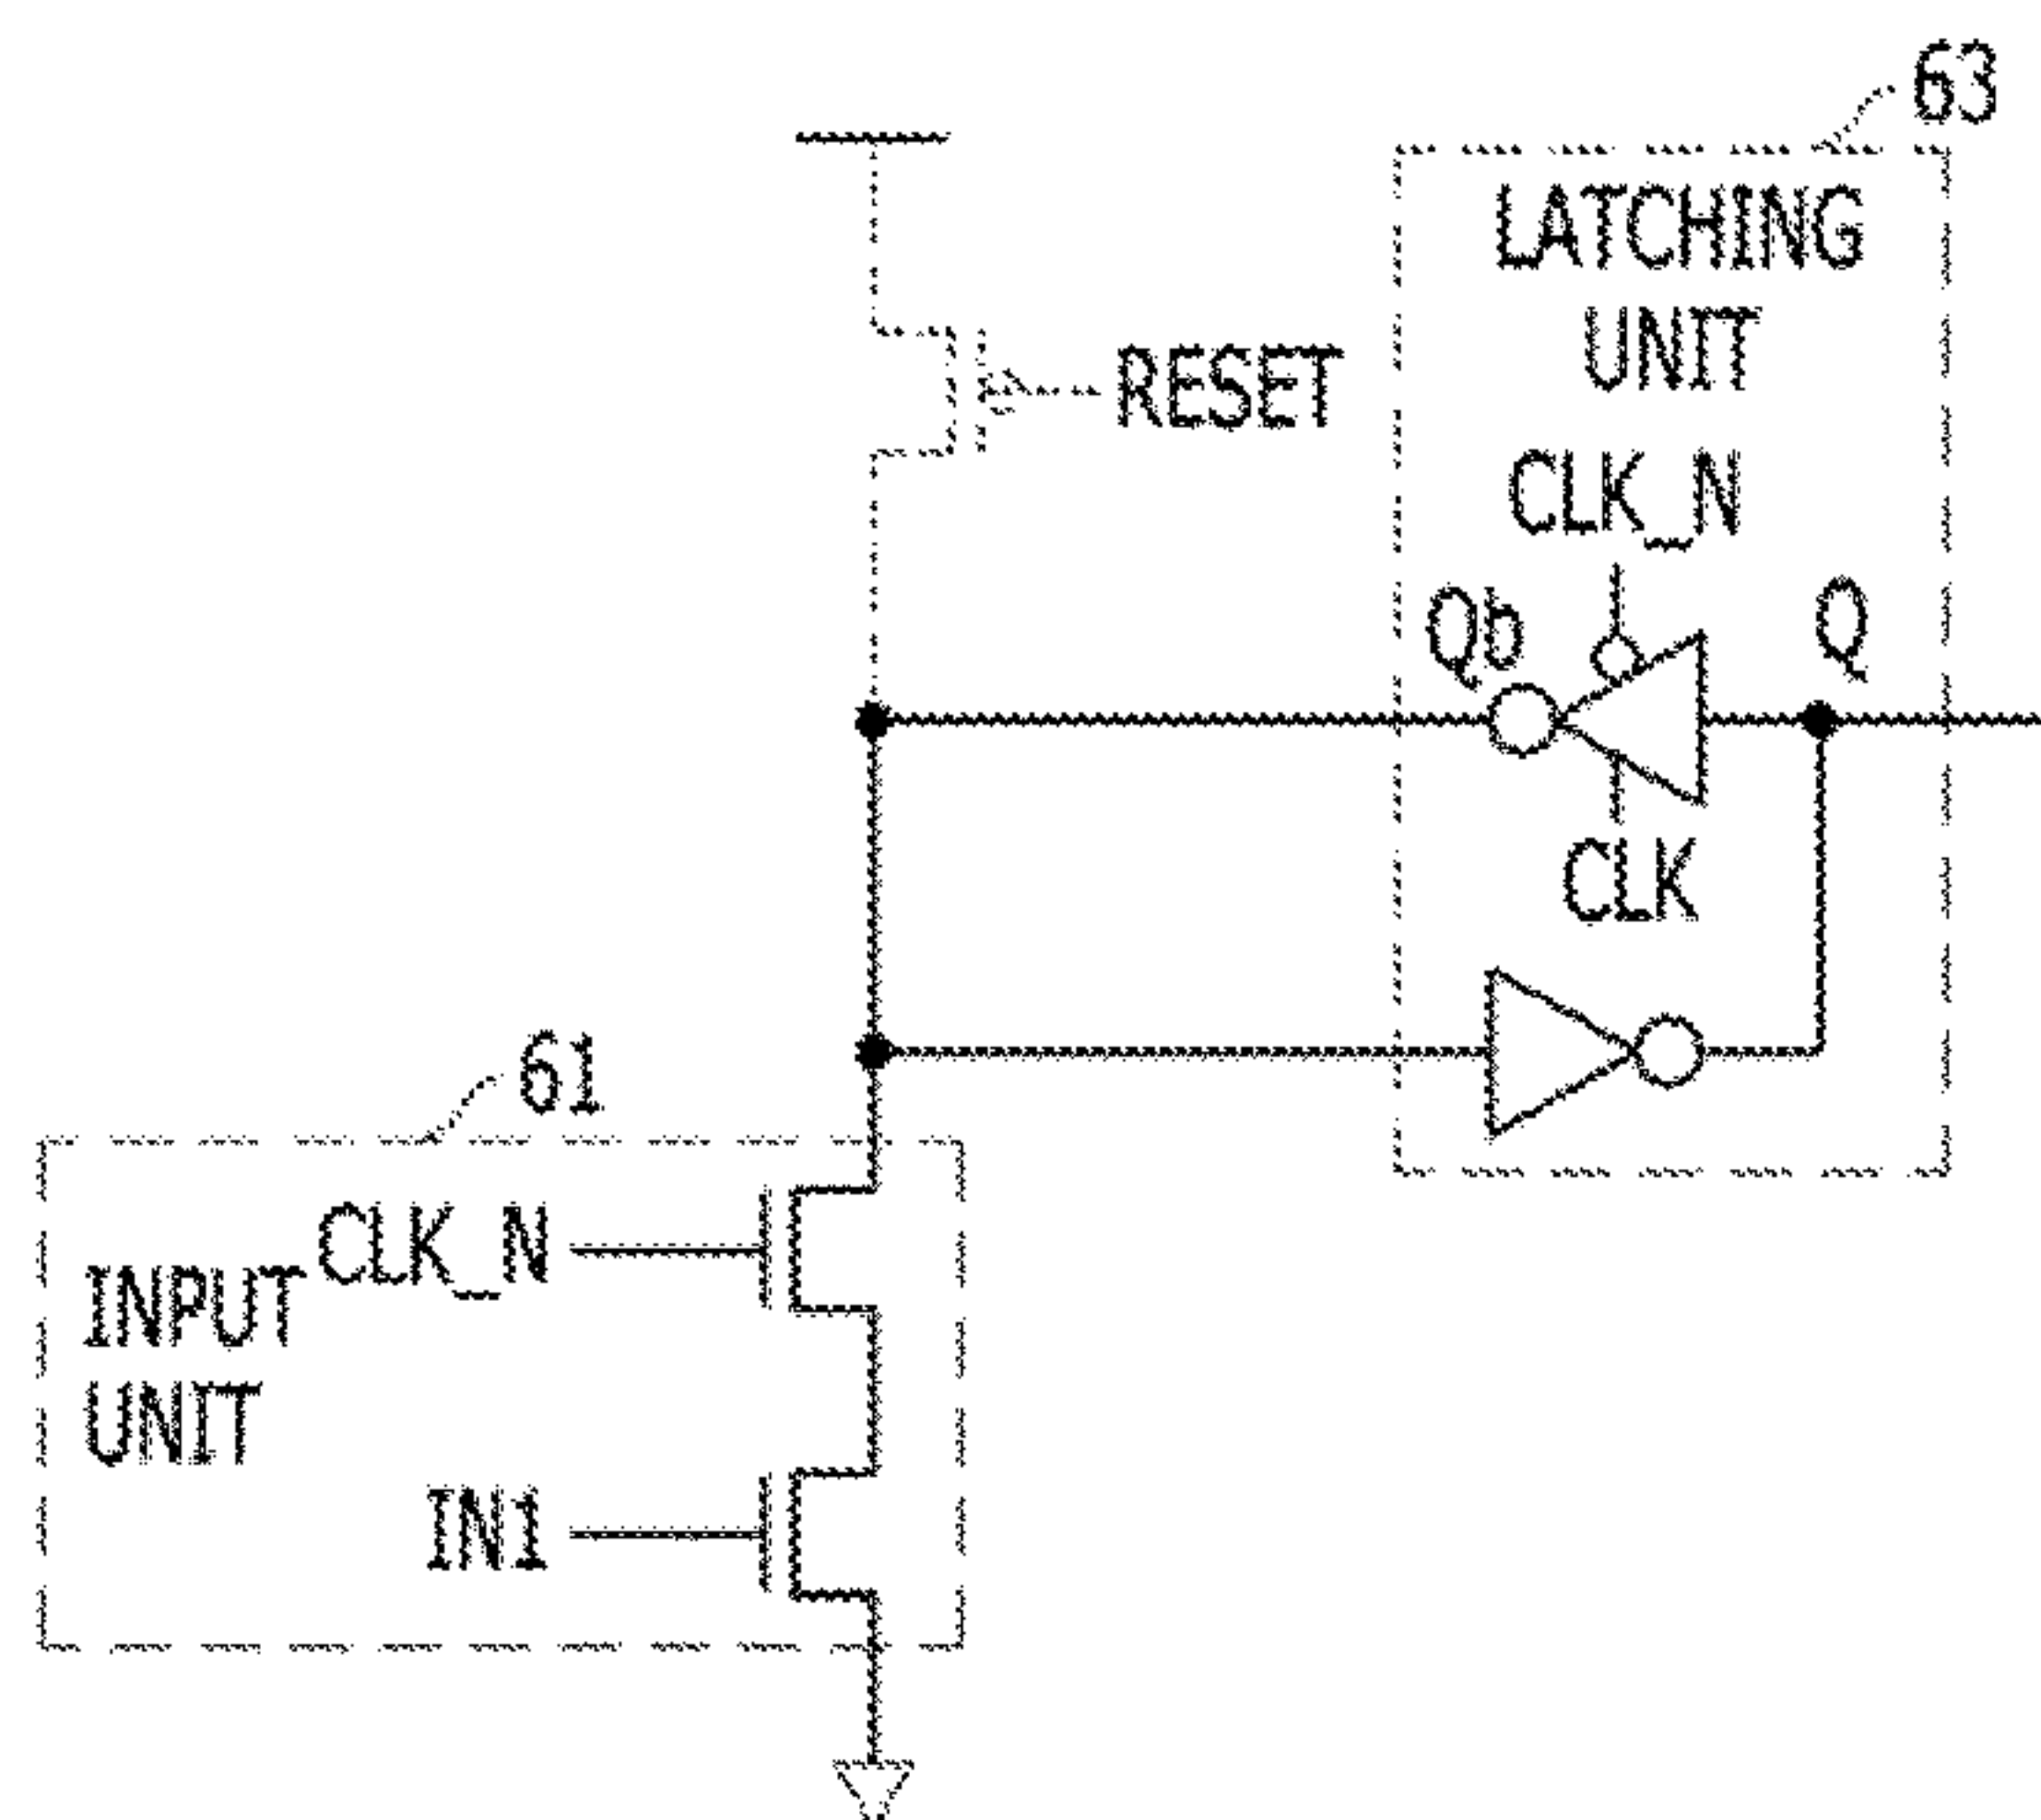 63
LATCHING
UNIT
RESET
CLK_N
Qb
Q
CLK
61
CLK_N
INPUT
UNIT
IN1